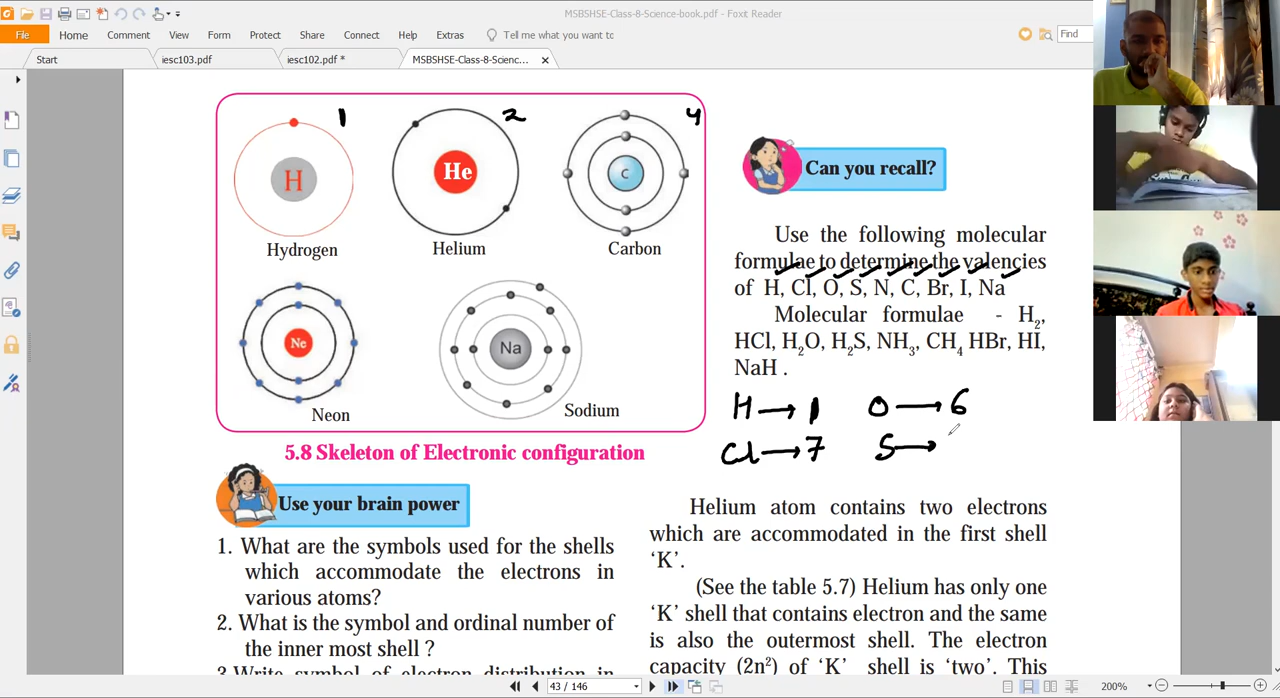 MSBSHSE-Class-8-Science-book.pdf - Foxit Reader
File Home Comment View Form Protect Share Connect Help Extras Tell me what you want to Find
Start iesc103.pdf iesc102.pdf * MSBSHSE-Class-8-Scienc... ×
1 2 4
H He C
Hydrogen Helium Carbon
Ne Na
Neon Sodium
5.8 Skeleton of Electronic configuration
Use your brain power
1. What are the symbols used for the shells
which accommodate the electrons in
various atoms?
2. What is the symbol and ordinal number of
the inner most shell ?
3.Write symbol of electron distribution in
Can you recall?
Use the following molecular
formulae to determine the valencies
of H, Cl, O, S, N, C, Br, I, Na
Molecular formulae - H₂,
HCl, H₂O, H₂S, NH₃, CH₄ HBr, HI,
NaH .
H → 1 O → 6
Cl → 7 S →
Helium atom contains two electrons
which are accommodated in the first shell
‘K’.
(See the table 5.7) Helium has only one
‘K’ shell that contains electron and the same
is also the outermost shell. The electron
capacity (2n²) of ‘K’ shell is ‘two’. This
43 / 146 200%